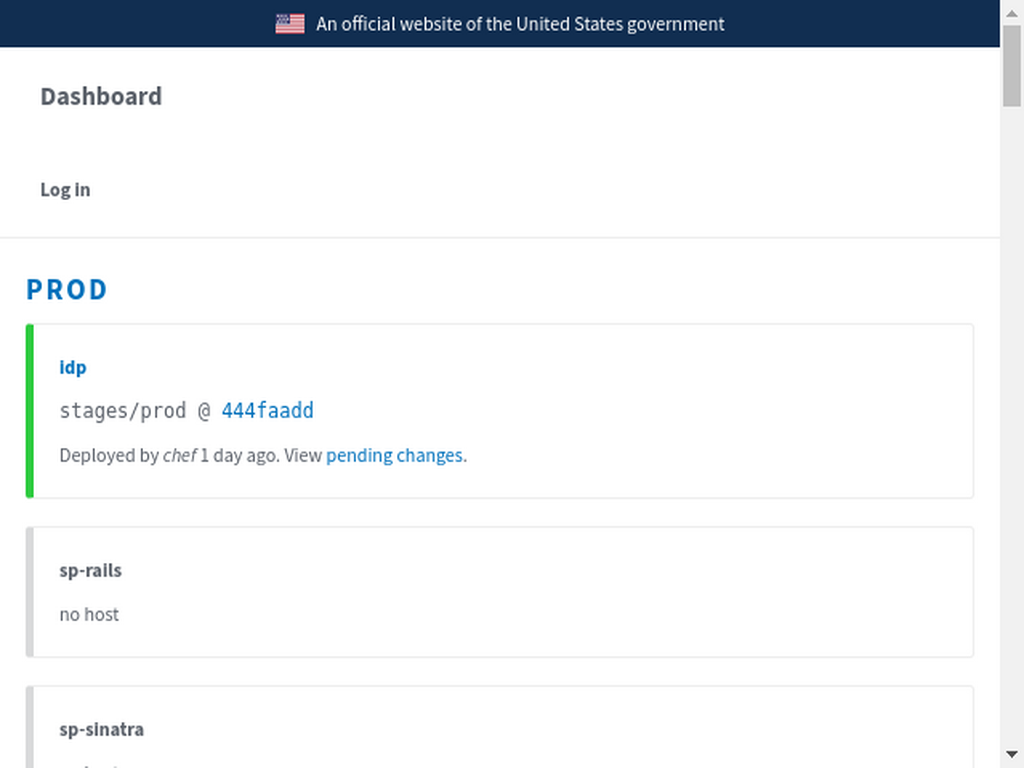 An official website of the United States government
Dashboard
Log in
PROD
idp
stages/prod @ 444faadd
Deployed by chef 1 day ago. View pending changes.
sp-rails
no host
sp-sinatra